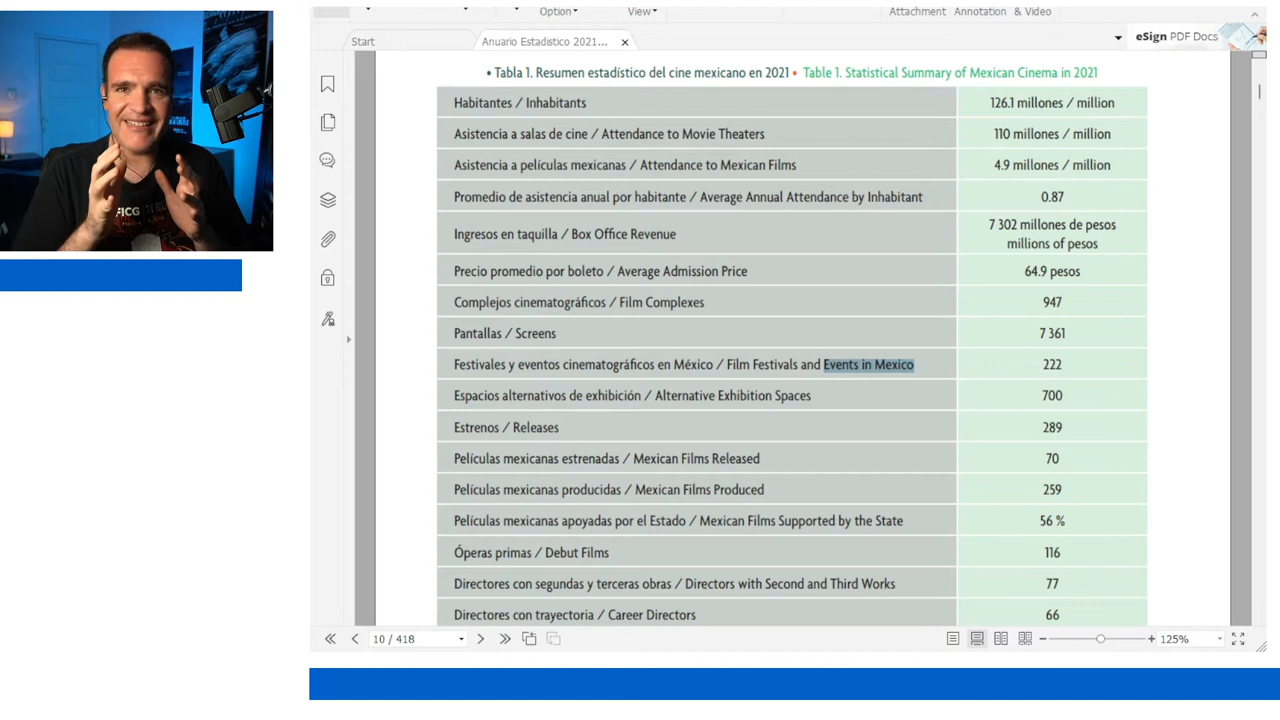 Option
View
Attachment Annotation & Video
Start
Anuario Estadistico 2021...
eSign PDF Docs
• Tabla 1. Resumen estadístico del cine mexicano en 2021 • Table 1. Statistical Summary of Mexican Cinema in 2021
Habitantes / Inhabitants 126.1 millones / million
Asistencia a salas de cine / Attendance to Movie Theaters 110 millones / million
Asistencia a películas mexicanas / Attendance to Mexican Films 4.9 millones / million
Promedio de asistencia anual por habitante / Average Annual Attendance by Inhabitant 0.87
Ingresos en taquilla / Box Office Revenue 7 302 millones de pesos
millions of pesos
Precio promedio por boleto / Average Admission Price 64.9 pesos
Complejos cinematográficos / Film Complexes 947
Pantallas / Screens 7 361
Festivales y eventos cinematográficos en México / Film Festivals and Events in Mexico 222
Espacios alternativos de exhibición / Alternative Exhibition Spaces 700
Estrenos / Releases 289
Películas mexicanas estrenadas / Mexican Films Released 70
Películas mexicanas producidas / Mexican Films Produced 259
Películas mexicanas apoyadas por el Estado / Mexican Films Supported by the State 56 %
Óperas primas / Debut Films 116
Directores con segundas y terceras obras / Directors with Second and Third Works 77
Directores con trayectoria / Career Directors 66
10 / 418
125%
FICG